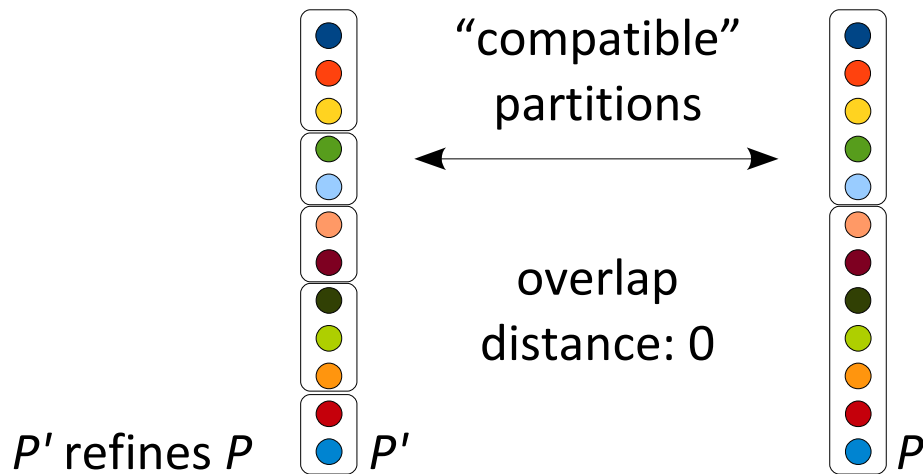 “compatible”
partitions
overlap
distance: 0
P' refines P
P'
P